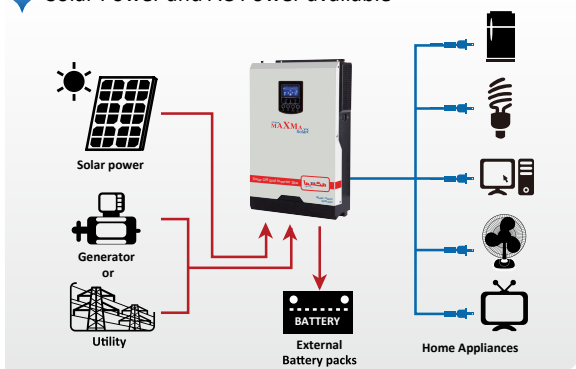 Solar Power and AC Power available
MAXMA
Solar power
Generator
or
Utility
BATTERY
External
Battery packs
Home Appliances